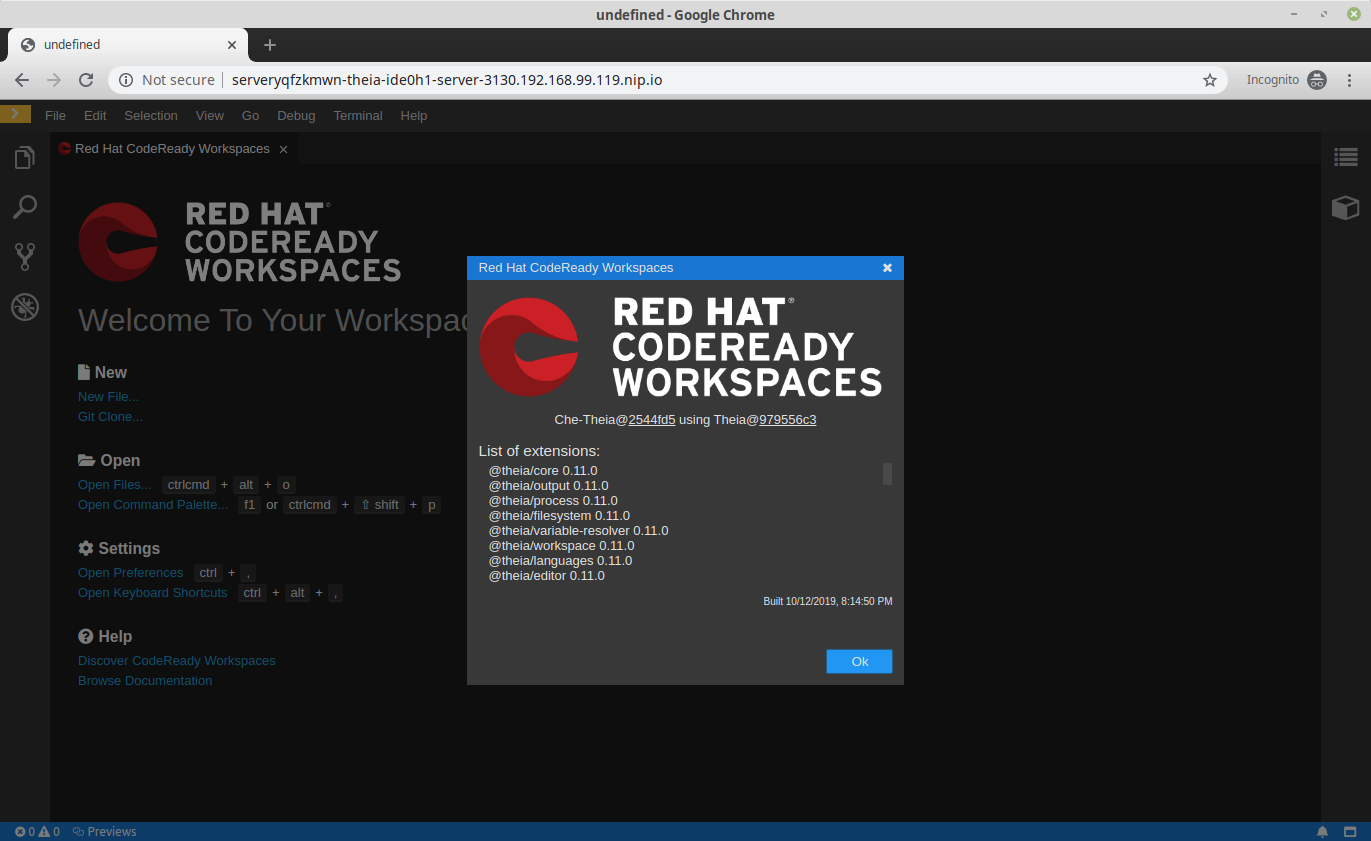 undefined - Google Chrome
undefined
Not secure serveryqfzkmwn-theia-ide0h1-server-3130.192.168.99.119.nip.io Incognito
File Edit Selection View Go Debug Terminal Help
Red Hat CodeReady Workspaces
RED HAT®
CODEREADY
WORKSPACES
Welcome To Your Workspac
New
New File...
Git Clone...
Open
Open Files... ctrlcmd + alt + o
Open Command Palette... f1 or ctrlcmd + ⇧ shift + p
Settings
Open Preferences ctrl + ,
Open Keyboard Shortcuts ctrl + alt + ,
Help
Discover CodeReady Workspaces
Browse Documentation
Red Hat CodeReady Workspaces
RED HAT®
CODEREADY
WORKSPACES
Che-Theia@2544fd5 using Theia@979556c3
List of extensions:
@theia/core 0.11.0
@theia/output 0.11.0
@theia/process 0.11.0
@theia/filesystem 0.11.0
@theia/variable-resolver 0.11.0
@theia/workspace 0.11.0
@theia/languages 0.11.0
@theia/editor 0.11.0
Built 10/12/2019, 8:14:50 PM
Ok
0 0 Previews